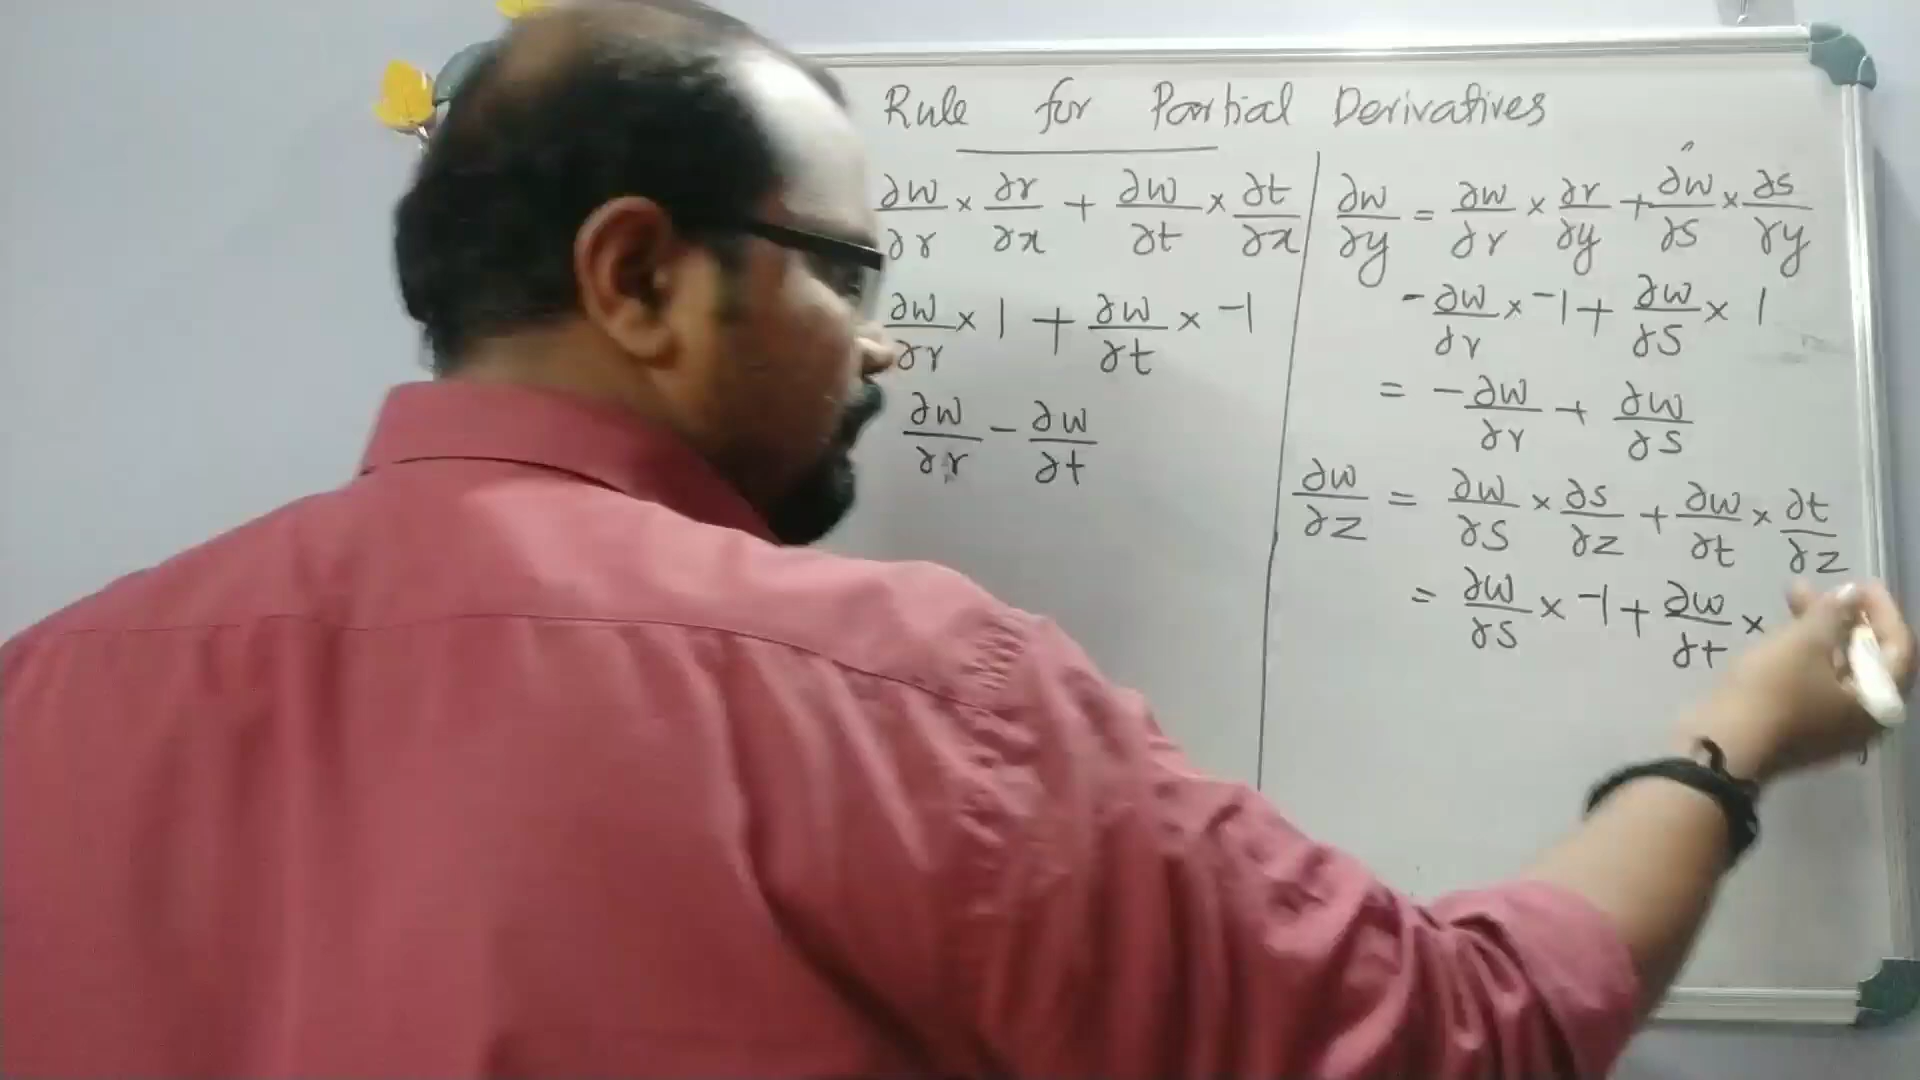 Rule for Partial Derivatives
∂w/∂r × ∂r/∂x + ∂w/∂t × ∂t/∂x
∂w/∂r × 1 + ∂w/∂t × -1
∂w/∂r - ∂w/∂t
∂w/∂y = ∂w/∂r × ∂r/∂y + ∂w/∂s × ∂s/∂y
- ∂w/∂r × -1 + ∂w/∂s × 1
= - ∂w/∂r + ∂w/∂s
∂w/∂z = ∂w/∂s × ∂s/∂z + ∂w/∂t × ∂t/∂z
= ∂w/∂s × -1 + ∂w/∂t ×